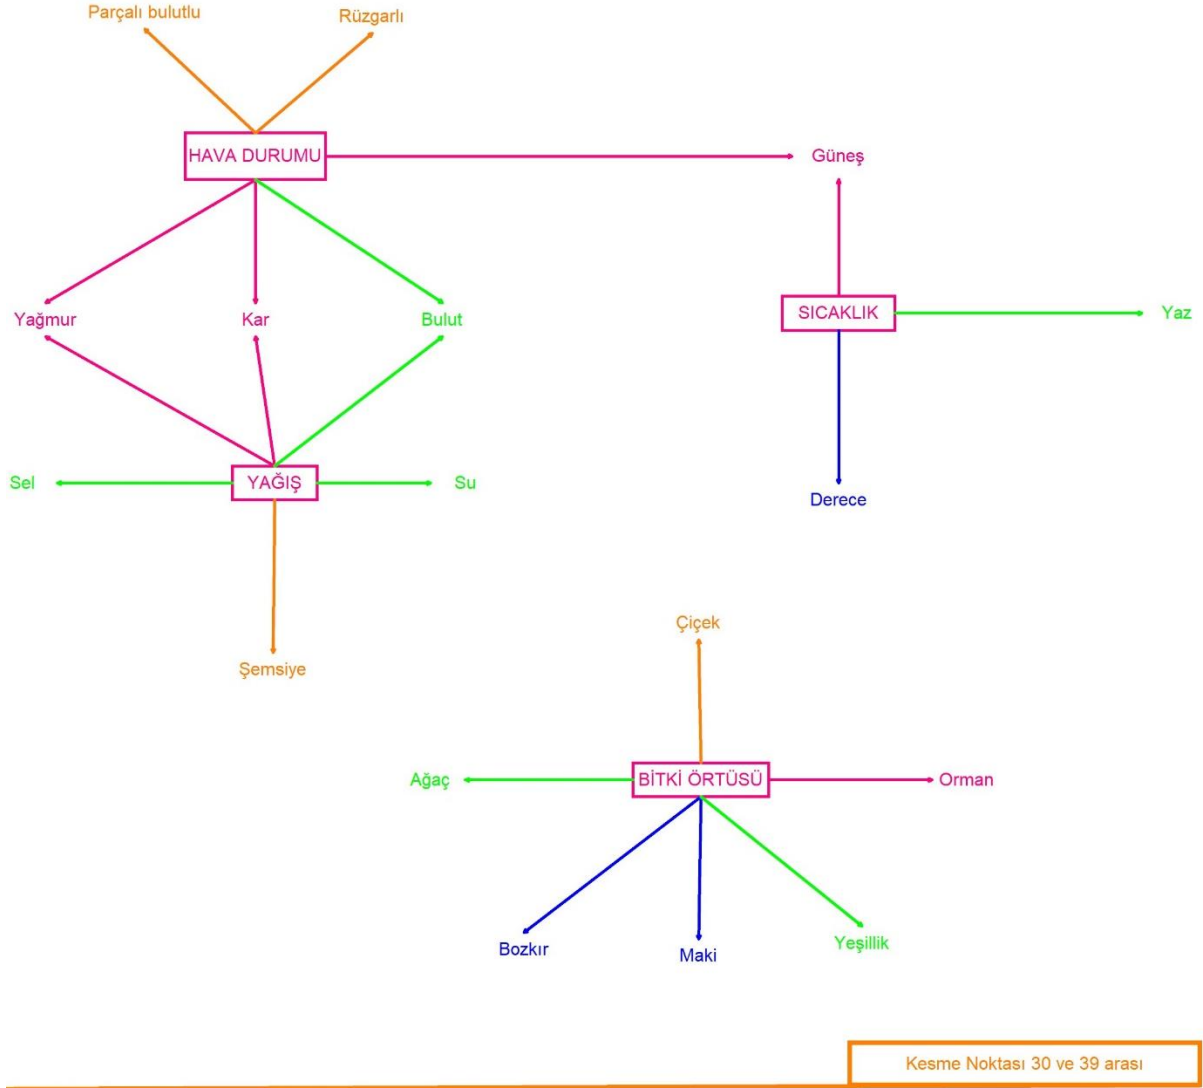 Parçalı bulutlu
Rüzgarlı
HAVA DURUMU
Güneş
Yağmur
Kar
Bulut
SICAKLIK
Yaz
Sel
YAĞIŞ
Su
Derece
Şemsiye
Çiçek
Ağaç
BİTKİ ÖRTÜSÜ
Orman
Bozkır
Maki
Yeşillik
Kesme Noktası 30 ve 39 arası